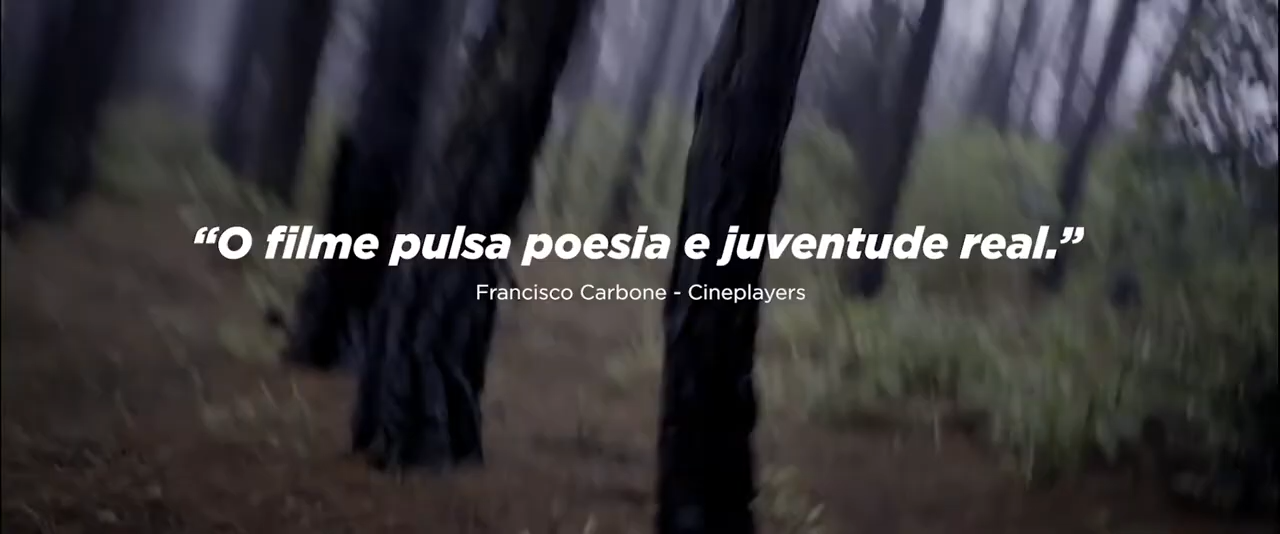 “O filme pulsa poesia e juventude real.”
Francisco Carbone - Cineplayers